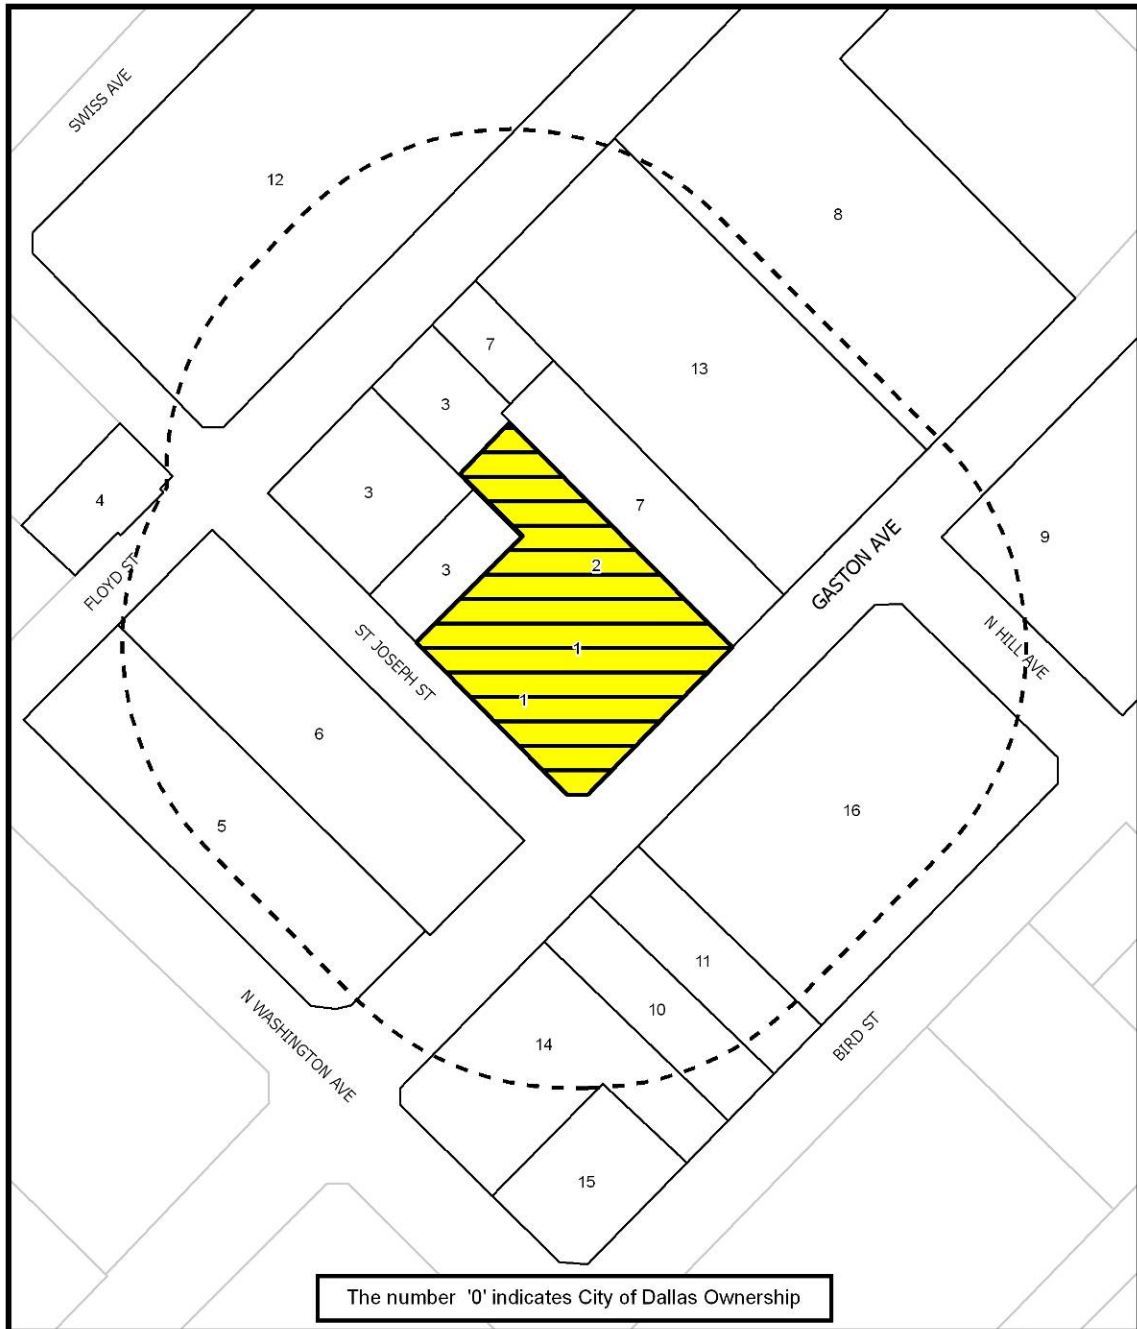 SWISS AVE
12
8
7
13
3
3
4
7
9
GASTON AVE
3
2
FLOYD ST
ST JOSEPH ST
1
N HILL AVE
1
6
5
16
11
10
N WASHINGTON AVE
14
BIRD ST
15
The number '0' indicates City of Dallas Ownership